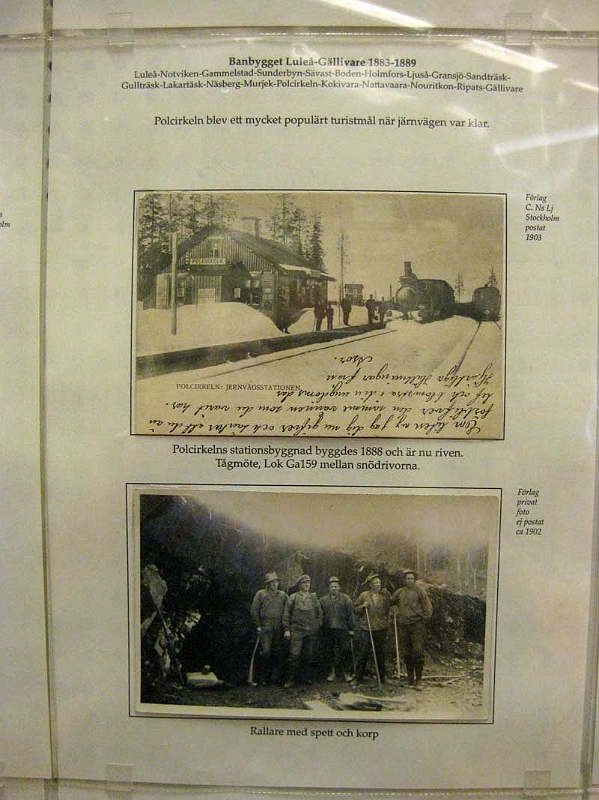 Banbygget Luleå-Gällivare 1883-1889
Luleå-Notviken-Gammelstad-Sunderbyn-Sävast-Boden-Holmfors-Ljuså-Gransjö-Sandträsk-
Gullträsk-Lakartäsk-Näsberg-Murjek-Polcirkeln-Kokivara-Nattavaara-Nouritkon-Ripats-Gällivare
Polcirkeln blev ett mycket populärt turistmål när järnvägen var klar.
Förlag
C. Ns Lj
Stockholm
postat
1903
POLCIRKELN
POLCIRKELN: JERNVÄGSSTATIONEN.
Polcirkelns stationsbyggnad byggdes 1888 och är nu riven.
Tågmöte, Lok Ga159 mellan snödrivorna.
Förlag
privat
foto
ej postat
ca 1902
Rallare med spett och korp